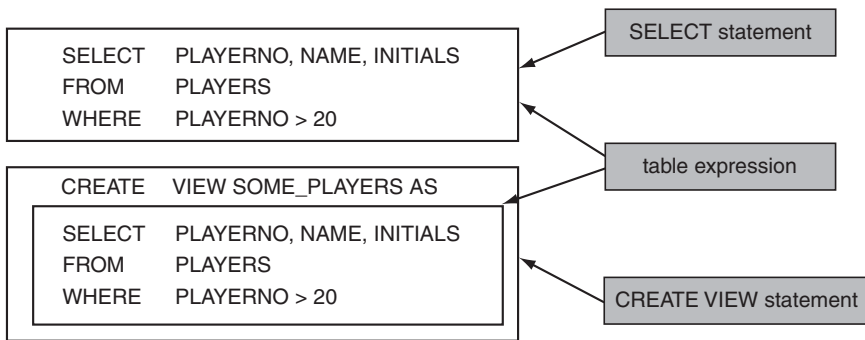 SELECT PLAYERNO, NAME, INITIALS
FROM PLAYERS
WHERE PLAYERNO > 20
SELECT statement
table expression
CREATE VIEW SOME_PLAYERS AS
SELECT PLAYERNO, NAME, INITIALS
FROM PLAYERS
WHERE PLAYERNO > 20
CREATE VIEW statement